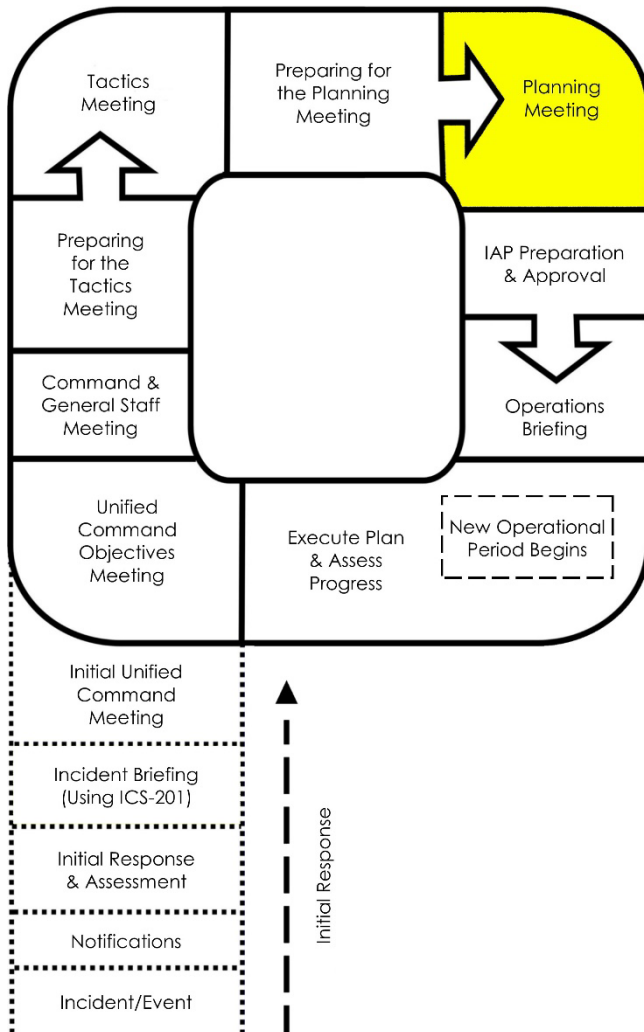 Tactics
Meeting
Preparing for
the Planning
Meeting
Planning
Meeting
Preparing
for the
Tactics
Meeting
IAP Preparation
& Approval
Command &
General Staff
Meeting
Operations
Briefing
Unified
Command
Objectives
Meeting
Execute Plan
& Assess
Progress
New Operational
Period Begins
Initial Unified
Command
Meeting
Incident Briefing
(Using ICS-201)
Initial Response
& Assessment
Notifications
Incident/Event
Initial Response